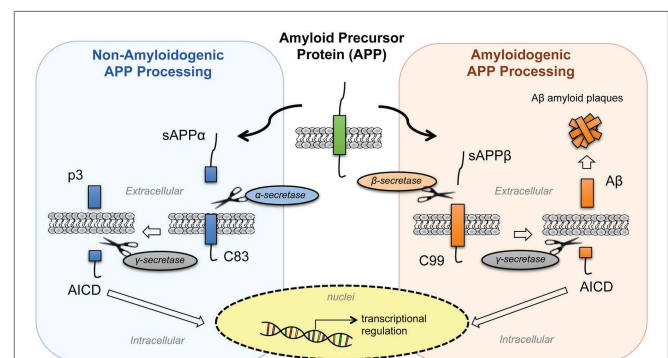 Non-Amyloidogenic
APP Processing
Amyloid Precursor
Protein (APP)
Amyloidogenic
APP Processing
Aβ amyloid plaques
sAPPα
sAPPβ
p3
Extracellular
α-secretase
β-secretase
Extracellular
Aβ
γ-secretase
C83
C99
γ-secretase
AICD
AICD
nuclei
transcriptional
regulation
Intracellular
Intracellular